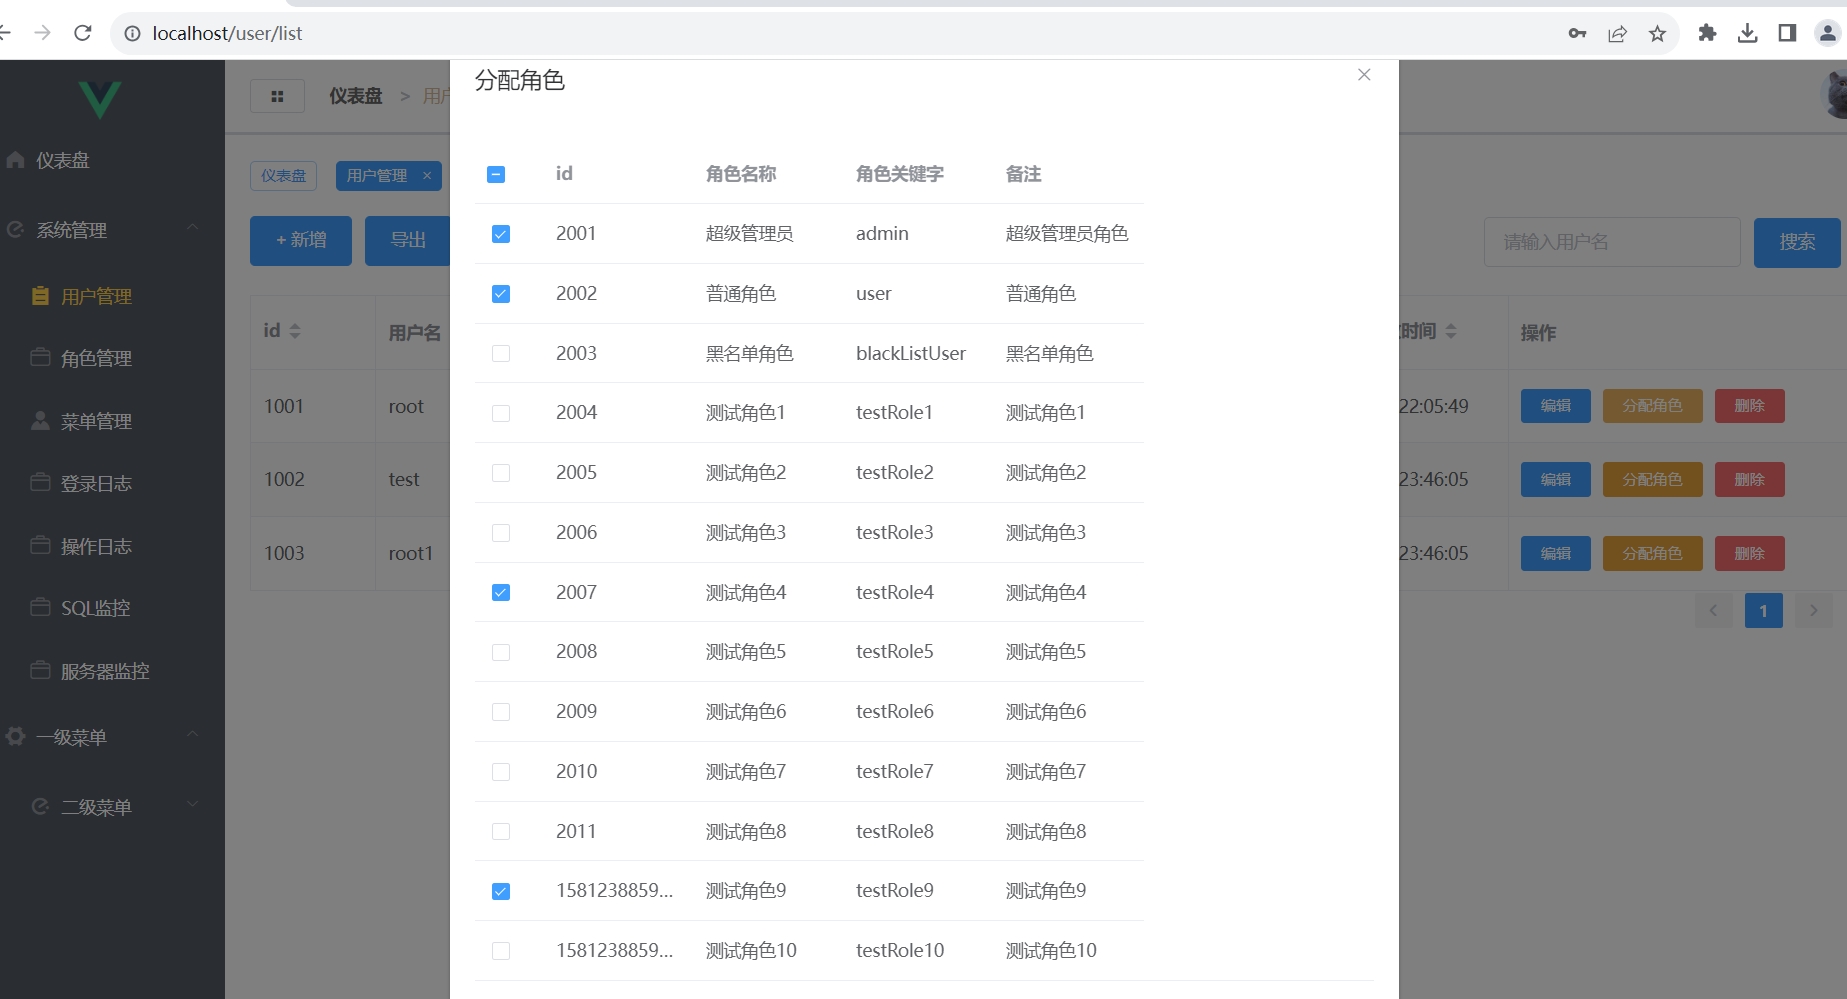 localhost/user/list
分配角色
仪表盘 > 用户
仪表盘
系统管理
用户管理
角色管理
菜单管理
登录日志
操作日志
SQL监控
服务器监控
一级菜单
二级菜单
仪表盘 用户管理 ×
+ 新增 导出
请输入用户名 搜索
id 用户名 时间 操作
1001 root 22:05:49 编辑 分配角色 删除
1002 test 23:46:05 编辑 分配角色 删除
1003 root1 23:46:05 编辑 分配角色 删除
< 1 >
id 角色名称 角色关键字 备注
2001 超级管理员 admin 超级管理员角色
2002 普通角色 user 普通角色
2003 黑名单角色 blackListUser 黑名单角色
2004 测试角色1 testRole1 测试角色1
2005 测试角色2 testRole2 测试角色2
2006 测试角色3 testRole3 测试角色3
2007 测试角色4 testRole4 测试角色4
2008 测试角色5 testRole5 测试角色5
2009 测试角色6 testRole6 测试角色6
2010 测试角色7 testRole7 测试角色7
2011 测试角色8 testRole8 测试角色8
1581238859... 测试角色9 testRole9 测试角色9
1581238859... 测试角色10 testRole10 测试角色10